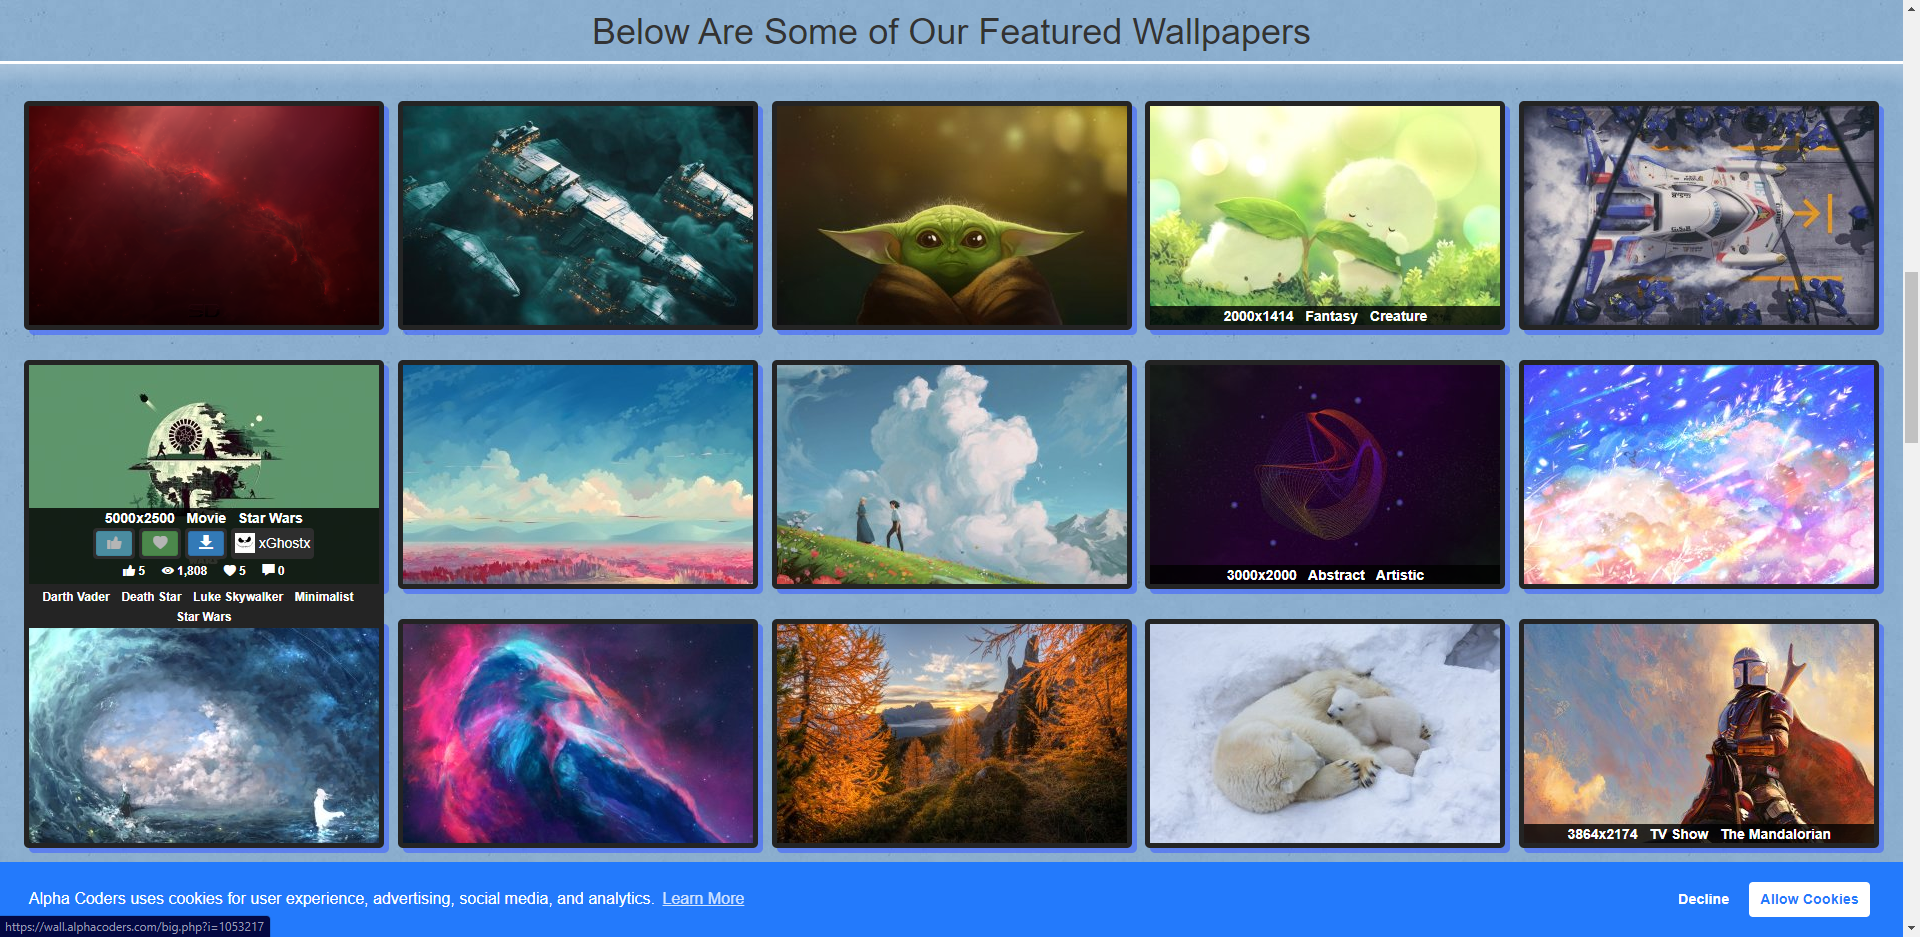 Below Are Some of Our Featured Wallpapers
2000x1414 Fantasy Creature
5000x2500 Movie Star Wars
xGhostx
5 1,808 5 0
Darth Vader Death Star Luke Skywalker Minimalist
Star Wars
3000x2000 Abstract Artistic
3864x2174 TV Show The Mandalorian
Alpha Coders uses cookies for user experience, advertising, social media, and analytics. Learn More
Decline
Allow Cookies
https://wall.alphacoders.com/big.php?i=1053217